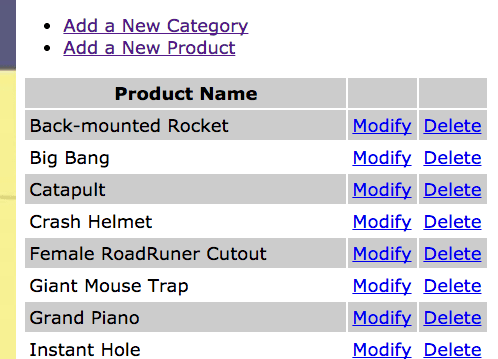 Add a New Category
Add a New Product
Product Name
Back-mounted Rocket Modify Delete
Big Bang Modify Delete
Catapult Modify Delete
Crash Helmet Modify Delete
Female RoadRuner Cutout Modify Delete
Giant Mouse Trap Modify Delete
Grand Piano Modify Delete
Instant Hole Modify Delete